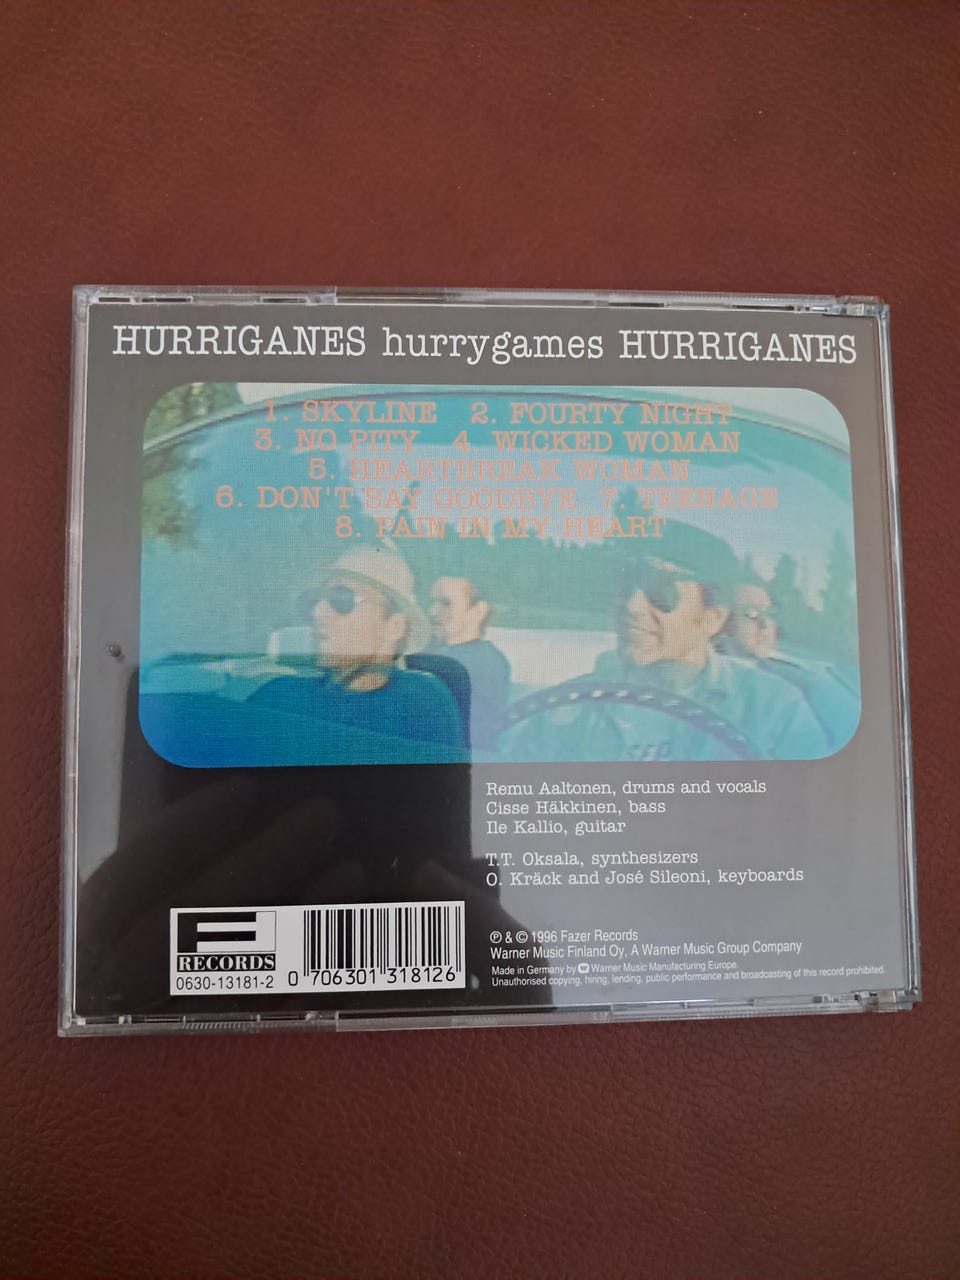 HURRIGANES hurrygames HURRIGANES
1. SKYLINE 2. FOURTY NIGHT
3. NO PITY 4. WICKED WOMAN
5. HEARTBREAK WOMAN
6. DON'T SAY GOODBYE 7. TEENAGE
8. PAIN IN MY HEART
Remu Aaltonen, drums and vocals
Cisse Häkkinen, bass
Ile Kallio, guitar
T.T. Oksala, synthesizers
O. Kräck and José Sileoni, keyboards
F
RECORDS
0630-13181-2
0 706301 318126
℗ & © 1996 Fazer Records
Warner Music Finland Oy, A Warner Music Group Company
Made in Germany by Warner Music Manufacturing Europe.
Unauthorised copying, hiring, lending, public performance and broadcasting of this record prohibited.